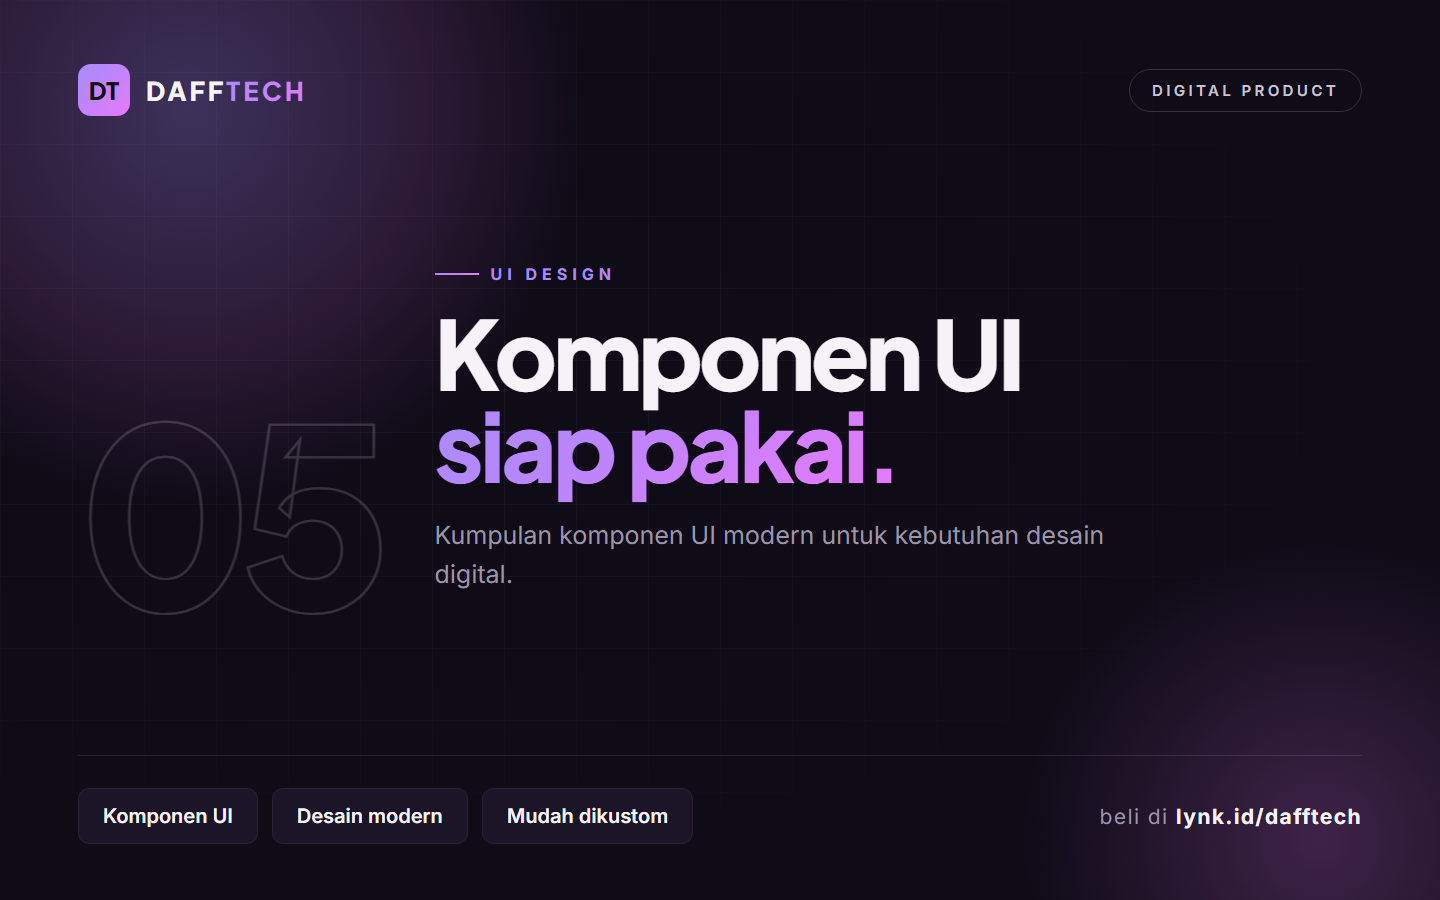 DT DAFFTECH
DIGITAL PRODUCT
UI DESIGN
Komponen UI
siap pakai.
05
Kumpulan komponen UI modern untuk kebutuhan desain
digital.
Komponen UI
Desain modern
Mudah dikustom
beli di lynk.id/dafftech